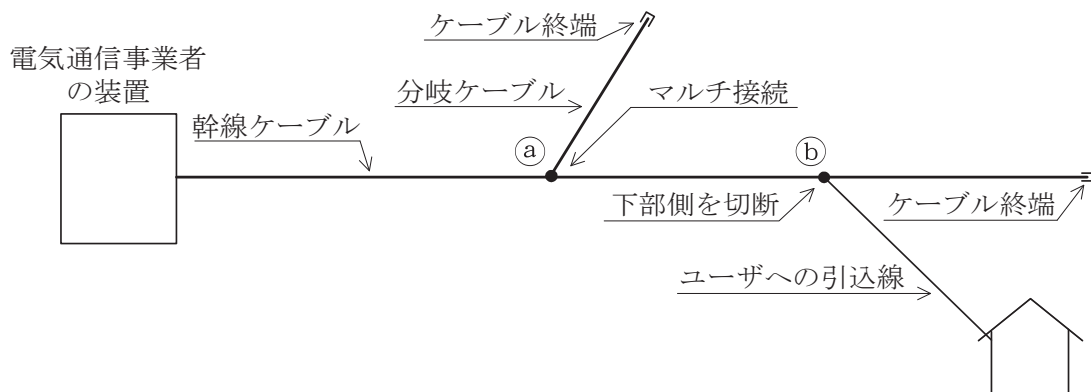 ケーブル終端
電気通信事業者
の装置
分岐ケーブル
マルチ接続
幹線ケーブル
ⓐ
ⓑ
下部側を切断
ケーブル終端
ユーザへの引込線